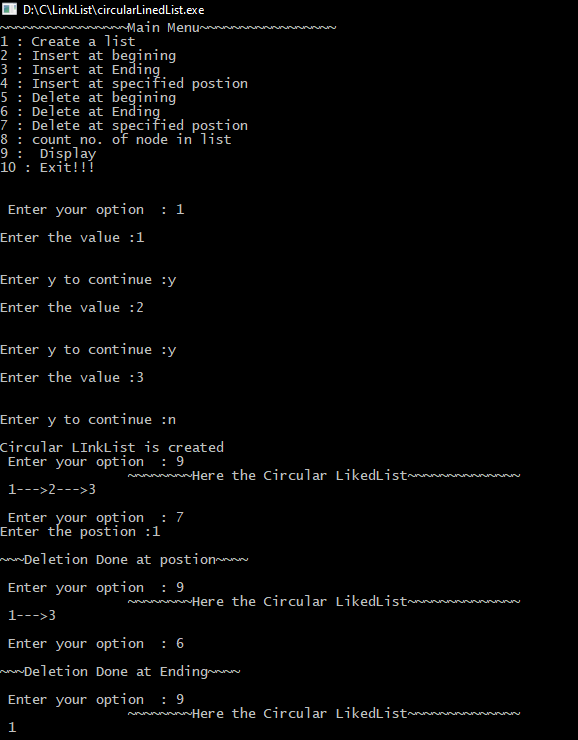 D:\C\LinkList\circularLinedList.exe
~~~~~~~~~~~~~~~~Main Menu~~~~~~~~~~~~~~~~~
1 : Create a list
2 : Insert at begining
3 : Insert at Ending
4 : Insert at specified postion
5 : Delete at begining
6 : Delete at Ending
7 : Delete at specified postion
8 : count no. of node in list
9 :  Display
10 : Exit!!!
Enter your option  : 1
Enter the value :1
Enter y to continue :y
Enter the value :2
Enter y to continue :y
Enter the value :3
Enter y to continue :n
Circular LInkList is created
Enter your option  : 9
~~~~~~~~Here the Circular LikedList~~~~~~~~~~~~~~
1--->2--->3
Enter your option  : 7
Enter the postion :1
~~~Deletion Done at postion~~~~
Enter your option  : 9
~~~~~~~~Here the Circular LikedList~~~~~~~~~~~~~~
1--->3
Enter your option  : 6
~~~Deletion Done at Ending~~~~
Enter your option  : 9
~~~~~~~~Here the Circular LikedList~~~~~~~~~~~~~~
1